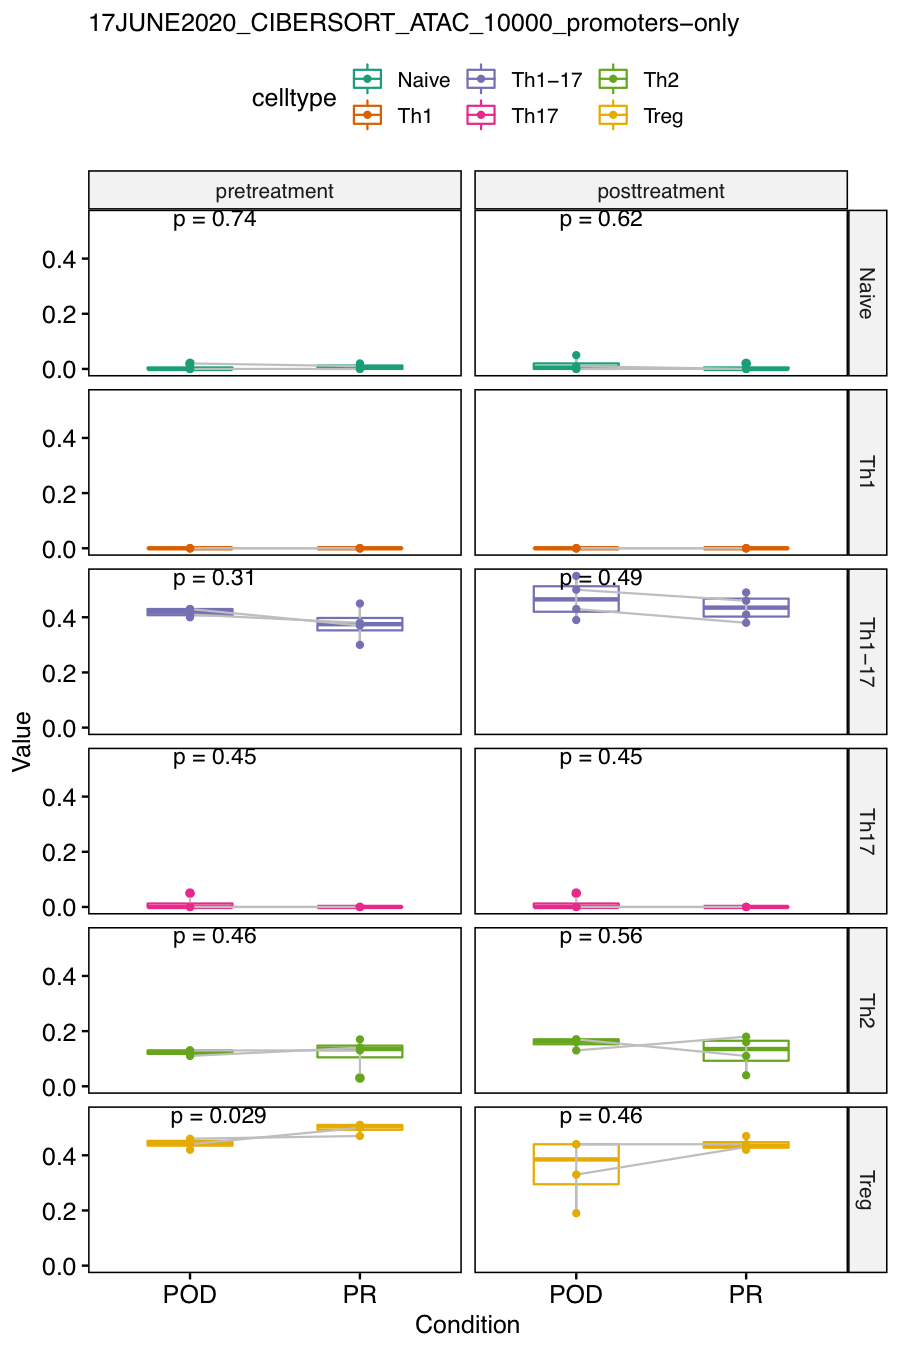 17JUNE2020_CIBERSORT_ATAC_10000_promoters−only
celltype
Naive Th1−17 Th2
Th1 Th17 Treg
pretreatment posttreatment
p = 0.74 p = 0.62
0.4
0.2
0.0
Naive
0.4
0.2
0.0
Th1
p = 0.31 p = 0.49
0.4
0.2
0.0
Th1−17
p = 0.45 p = 0.45
0.4
0.2
0.0
Th17
p = 0.46 p = 0.56
0.4
0.2
0.0
Th2
p = 0.029 p = 0.46
0.4
0.2
0.0
Treg
Value
POD PR POD PR
Condition